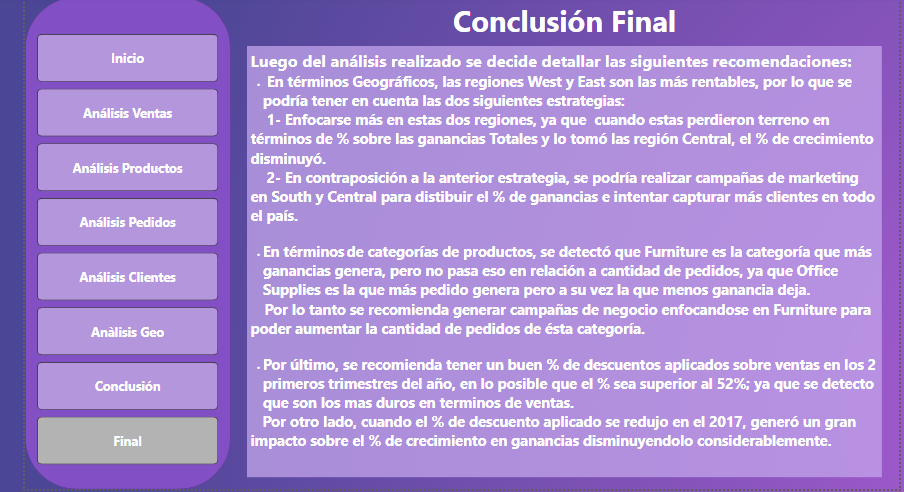 Conclusión Final
Inicio
Análisis Ventas
Análisis Productos
Análisis Pedidos
Análisis Clientes
Anàlisis Geo
Conclusión
Final
Luego del análisis realizado se decide detallar las siguientes recomendaciones:
. En términos Geográficos, las regiones West y East son las más rentables, por lo que se
podría tener en cuenta las dos siguientes estrategias:
1- Enfocarse más en estas dos regiones, ya que cuando estas perdieron terreno en
términos de % sobre las ganancias Totales y lo tomó las región Central, el % de crecimiento
disminuyó.
2- En contraposición a la anterior estrategia, se podría realizar campañas de marketing
en South y Central para distibuir el % de ganancias e intentar capturar más clientes en todo
el país.
. En términos de categorías de productos, se detectó que Furniture es la categoría que más
ganancias genera, pero no pasa eso en relación a cantidad de pedidos, ya que Office
Supplies es la que más pedido genera pero a su vez la que menos ganancia deja.
Por lo tanto se recomienda generar campañas de negocio enfocandose en Furniture para
poder aumentar la cantidad de pedidos de ésta categoría.
. Por último, se recomienda tener un buen % de descuentos aplicados sobre ventas en los 2
primeros trimestres del año, en lo posible que el % sea superior al 52%; ya que se detecto
que son los mas duros en terminos de ventas.
Por otro lado, cuando el % de descuento aplicado se redujo en el 2017, generó un gran
impacto sobre el % de crecimiento en ganancias disminuyendolo considerablemente.